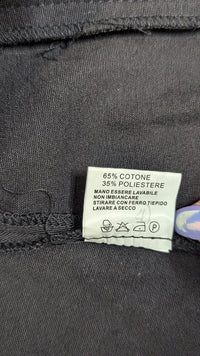 65% COTONE
35% POLIESTERE
MANO ESSERE LAVABILE
NON IMBIANCARE
STIRARE CON FERRO TIEPIDO
LAVARE A SECCO
P